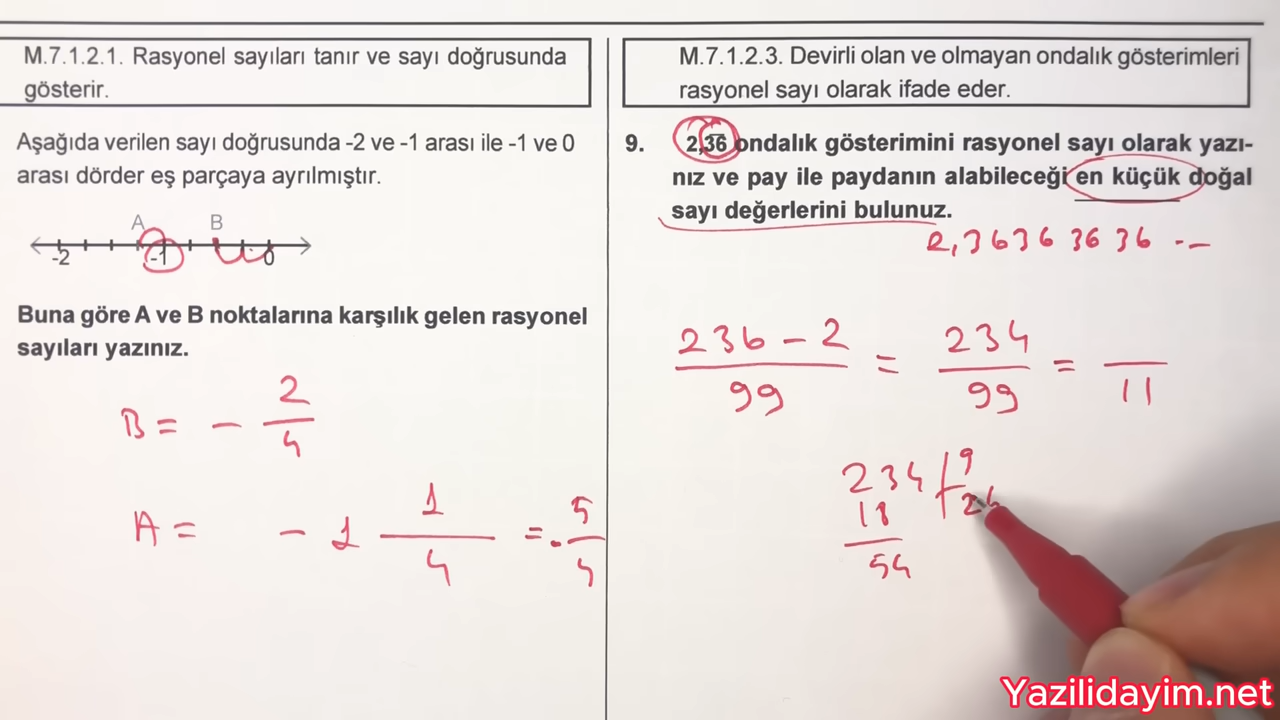 M.7.1.2.1. Rasyonel sayıları tanır ve sayı doğrusunda
gösterir.
Aşağıda verilen sayı doğrusunda -2 ve -1 arası ile -1 ve 0
arası dörder eş parçaya ayrılmıştır.
A B
-2 -1 0
Buna göre A ve B noktalarına karşılık gelen rasyonel
sayıları yazınız.
B = - 2/4
A = - 1 1/4 = - 5/4
M.7.1.2.3. Devirli olan ve olmayan ondalık gösterimleri
rasyonel sayı olarak ifade eder.
9. 2,3̅6̅ ondalık gösterimini rasyonel sayı olarak yazı-
nız ve pay ile paydanın alabileceği en küçük doğal
sayı değerlerini bulunuz.
2,36363636 ...
236 - 2 / 99 = 234 / 99 = / 11
234 | 9
18
54
Yazilidayim.net